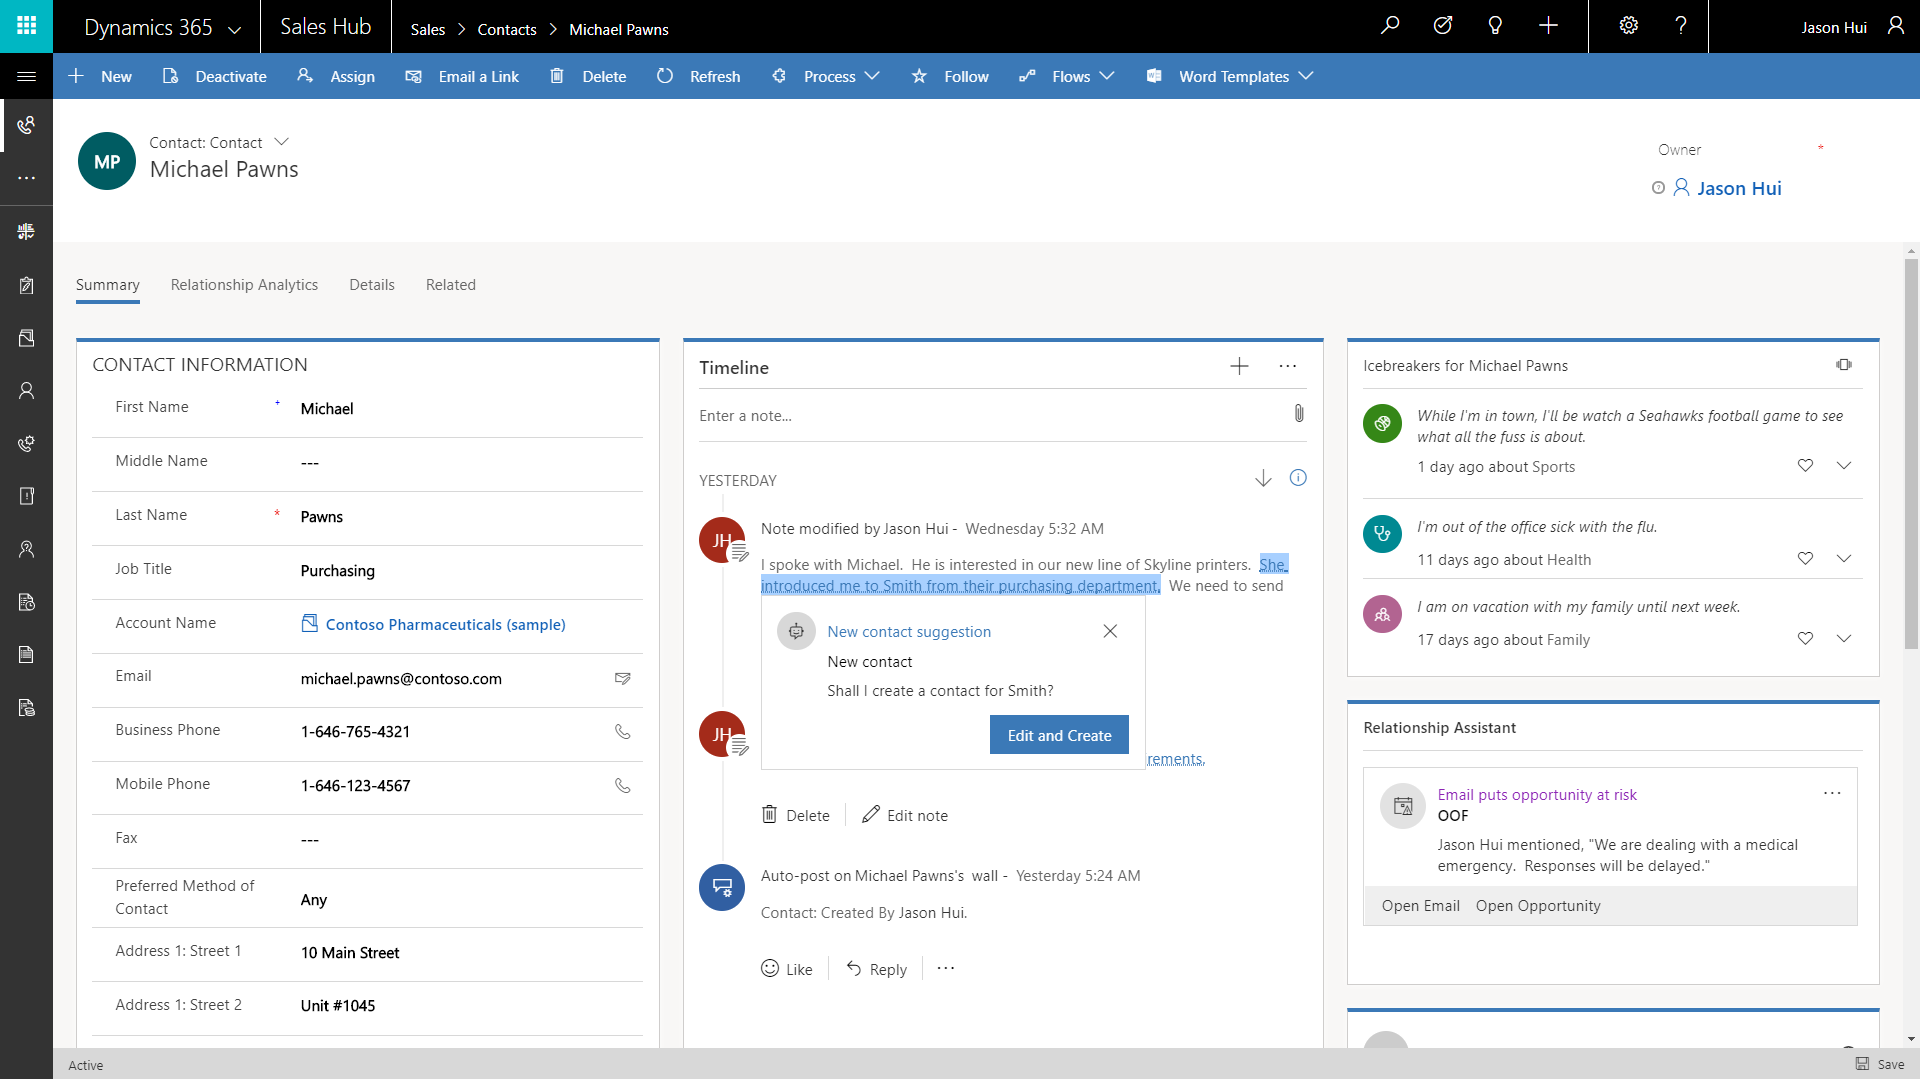 Dynamics 365
Sales Hub
Sales > Contacts > Michael Pawns
Jason Hui
New
Deactivate
Assign
Email a Link
Delete
Refresh
Process
Follow
Flows
Word Templates
MP
Contact: Contact
Michael Pawns
Owner *
Jason Hui
Summary
Relationship Analytics
Details
Related
CONTACT INFORMATION
First Name + Michael
Middle Name ---
Last Name * Pawns
Job Title Purchasing
Account Name Contoso Pharmaceuticals (sample)
Email michael.pawns@contoso.com
Business Phone 1-646-765-4321
Mobile Phone 1-646-123-4567
Fax ---
Preferred Method of
Contact Any
Address 1: Street 1 10 Main Street
Address 1: Street 2 Unit #1045
Timeline
Enter a note...
YESTERDAY
JH
Note modified by Jason Hui - Wednesday 5:32 AM
I spoke with Michael. He is interested in our new line of Skyline printers. She
introduced me to Smith from their purchasing department. We need to send
New contact suggestion
New contact
Shall I create a contact for Smith?
Edit and Create
JH
rements.
Delete
Edit note
Auto-post on Michael Pawns's wall - Yesterday 5:24 AM
Contact: Created By Jason Hui.
Like
Reply
Icebreakers for Michael Pawns
While I'm in town, I'll be watch a Seahawks football game to see
what all the fuss is about.
1 day ago about Sports
I'm out of the office sick with the flu.
11 days ago about Health
I am on vacation with my family until next week.
17 days ago about Family
Relationship Assistant
Email puts opportunity at risk
OOF
Jason Hui mentioned, "We are dealing with a medical
emergency. Responses will be delayed."
Open Email
Open Opportunity
Active
Save